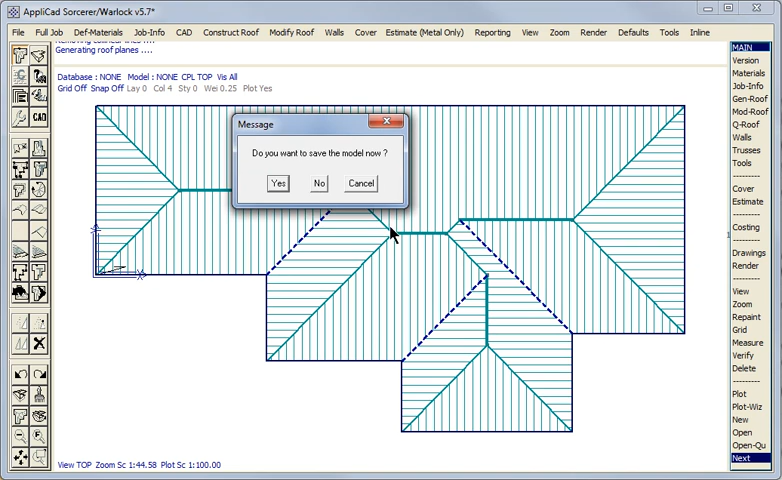 AppliCad Sorcerer/Warlock v5.7*
File Full Job Def-Materials Job-Info CAD Construct Roof Modify Roof Walls Cover Estimate (Metal Only) Reporting View Zoom Render Defaults Tools Inline
Generating roof planes ....
Database : NONE Model : NONE CPL TOP Vis All
Grid Off Snap Off Lay 0 Col 4 Sty 0 Wei 0.25 Plot Yes
Message
Do you want to save the model now ?
Yes No Cancel
CAD
X
View TOP Zoom Sc 1:44.58 Plot Sc 1:100.00
MAIN
Version
Materials
Job-Info
Gen-Roof
Mod-Roof
Q-Roof
Walls
Trusses
Tools
--------
Cover
Estimate
--------
Costing
--------
Drawings
Render
--------
View
Zoom
Repaint
Grid
Measure
Verify
Delete
--------
Plot
Plot-Wiz
New
Open
Open-Qu
Next